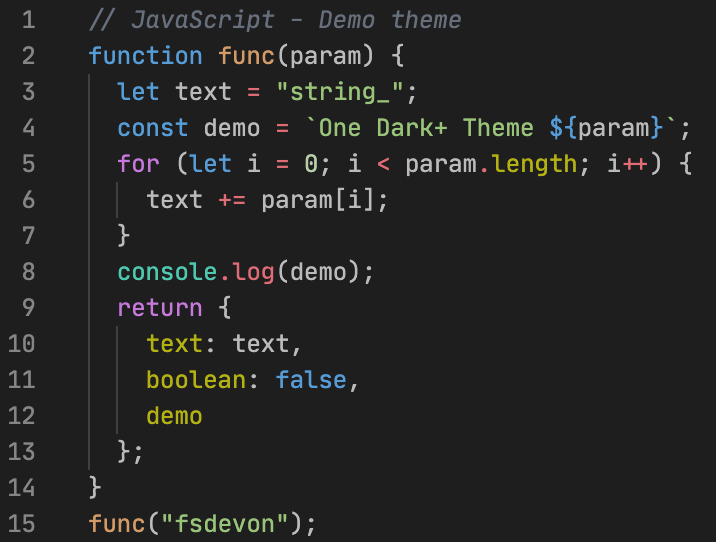 1 // JavaScript - Demo theme
2 function func(param) {
3   let text = "string_";
4   const demo = `One Dark+ Theme ${param}`;
5   for (let i = 0; i < param.length; i++) {
6     text += param[i];
7   }
8   console.log(demo);
9   return {
10     text: text,
11     boolean: false,
12     demo
13   };
14 }
15 func("fsdevon");